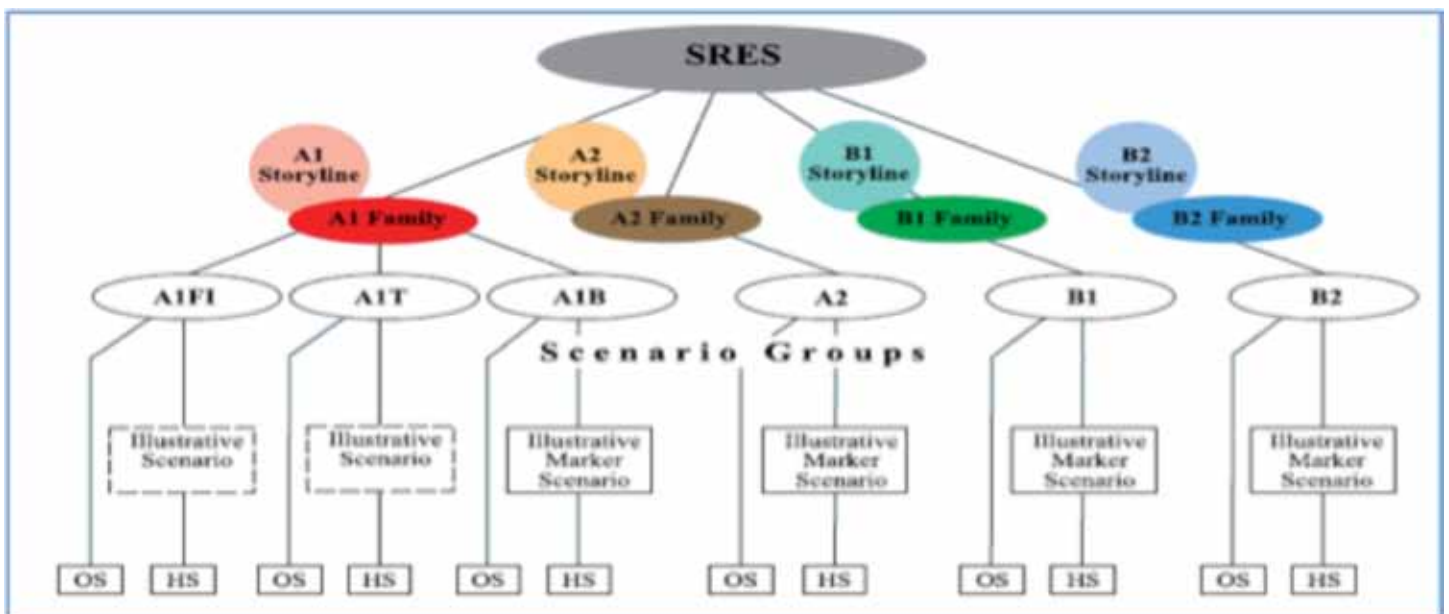 SRES
A1
Storyline
A2
Storyline
B1
Storyline
B2
Storyline
A1 Family
A2 Family
B1 Family
B2 Family
A1FI
A1T
A1B
A2
B1
B2
Scenario Groups
Illustrative
Scenario
Illustrative
Scenario
Illustrative
Marker
Scenario
Illustrative
Marker
Scenario
Illustrative
Marker
Scenario
Illustrative
Marker
Scenario
OS
HS
OS
HS
OS
HS
OS
HS
OS
HS
OS
HS